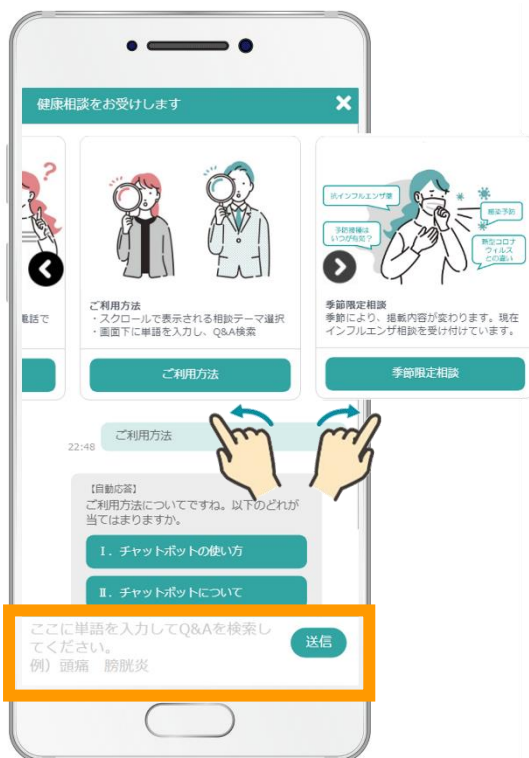 健康相談をお受けします
?
ご利用方法
・スクロールで表示される相談テーマ選択
・画面下に単語を入力し、Q&A検索
ご利用方法
抗インフルエンザ薬
予防接種は
いつが有効?
感染予防
新型コロナ
ウィルス
との違い
季節限定相談
季節により、掲載内容が変わります。現在
インフルエンザ相談を受け付けています。
季節限定相談
電話で
ご利用方法
22:48
【自動応答】
ご利用方法についてですね。以下のどれが
当てはまりますか。
Ⅰ. チャットボットの使い方
Ⅱ. チャットボットについて
ここに単語を入力してQ&Aを検索し
てください。
例）頭痛 膀胱炎
送信